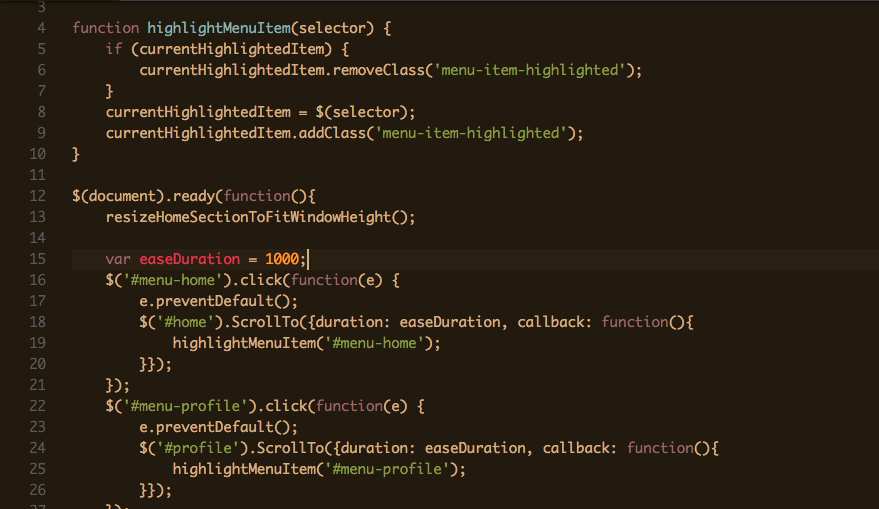 3
4 function highlightMenuItem(selector) {
5     if (currentHighlightedItem) {
6         currentHighlightedItem.removeClass('menu-item-highlighted');
7     }
8     currentHighlightedItem = $(selector);
9     currentHighlightedItem.addClass('menu-item-highlighted');
10 }
11
12 $(document).ready(function(){
13     resizeHomeSectionToFitWindowHeight();
14
15     var easeDuration = 1000;
16     $('#menu-home').click(function(e) {
17         e.preventDefault();
18         $('#home').ScrollTo({duration: easeDuration, callback: function(){
19             highlightMenuItem('#menu-home');
20         }});
21     });
22     $('#menu-profile').click(function(e) {
23         e.preventDefault();
24         $('#profile').ScrollTo({duration: easeDuration, callback: function(){
25             highlightMenuItem('#menu-profile');
26         }});
27     });